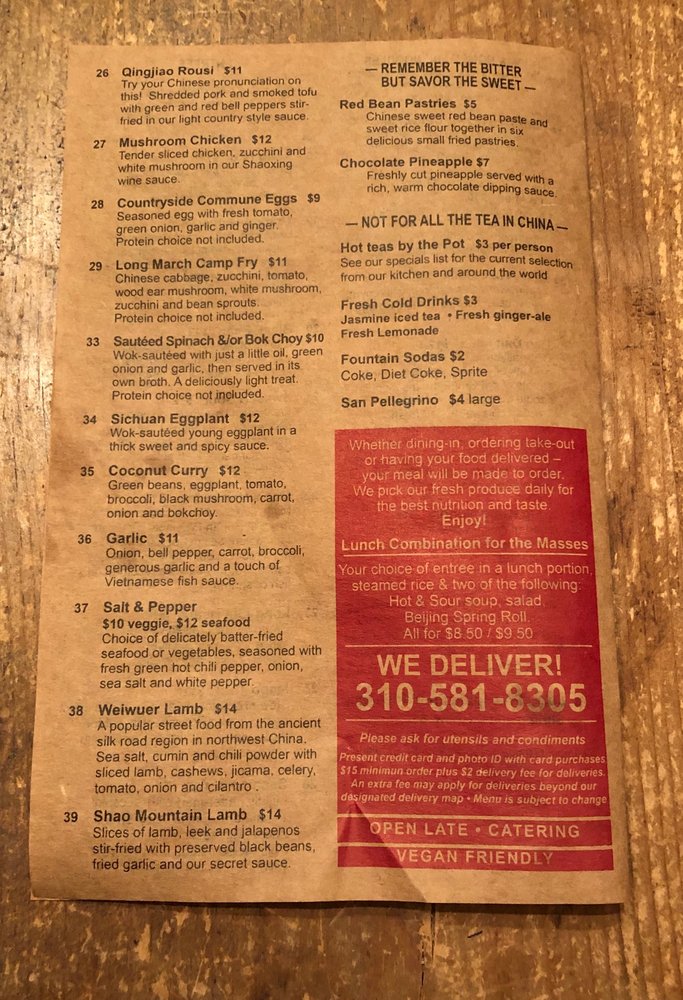 26 Qingjiao Rousi $11
Try your Chinese pronunciation on
this! Shredded pork and smoked tofu
with green and red bell peppers stir-
fried in our light country style sauce.
27 Mushroom Chicken $12
Tender sliced chicken, zucchini and
white mushroom in our Shaoxing
wine sauce.
28 Countryside Commune Eggs $9
Seasoned egg with fresh tomato,
green onion, garlic and ginger.
Protein choice not included.
29 Long March Camp Fry $11
Chinese cabbage, zucchini, tomato,
wood ear mushroom, white mushroom,
zucchini and bean sprouts.
Protein choice not included.
33 Sautéed Spinach &/or Bok Choy $10
Wok-sautéed with just a little oil, green
onion and garlic, then served in its
own broth. A deliciously light treat.
Protein choice not included.
34 Sichuan Eggplant $12
Wok-sautéed young eggplant in a
thick sweet and spicy sauce.
35 Coconut Curry $12
Green beans, eggplant, tomato,
broccoli, black mushroom, carrot,
onion and bokchoy.
36 Garlic $11
Onion, bell pepper, carrot, broccoli,
generous garlic and a touch of
Vietnamese fish sauce.
37 Salt & Pepper
$10 veggie, $12 seafood
Choice of delicately batter-fried
seafood or vegetables, seasoned with
fresh green hot chili pepper, onion,
sea salt and white pepper.
38 Weiwuer Lamb $14
A popular street food from the ancient
silk road region in northwest China.
Sea salt, cumin and chili powder with
sliced lamb, cashews, jicama, celery,
tomato, onion and cilantro .
39 Shao Mountain Lamb $14
Slices of lamb, leek and jalapenos
stir-fried with preserved black beans,
fried garlic and our secret sauce.
— REMEMBER THE BITTER
BUT SAVOR THE SWEET —
Red Bean Pastries $5
Chinese sweet red bean paste and
sweet rice flour together in six
delicious small fried pastries.
Chocolate Pineapple $7
Freshly cut pineapple served with a
rich, warm chocolate dipping sauce.
— NOT FOR ALL THE TEA IN CHINA —
Hot teas by the Pot $3 per person
See our specials list for the current selection
from our kitchen and around the world
Fresh Cold Drinks $3
Jasmine iced tea • Fresh ginger-ale
Fresh Lemonade
Fountain Sodas $2
Coke, Diet Coke, Sprite
San Pellegrino $4 large
Whether dining-in, ordering take-out
or having your food delivered –
your meal will be made to order.
We pick our fresh produce daily for
the best nutrition and taste.
Enjoy!
Lunch Combination for the Masses
Your choice of entree in a lunch portion,
steamed rice & two of the following:
Hot & Sour soup, salad,
Beijing Spring Roll.
All for $8.50 / $9.50
WE DELIVER!
310-581-8305
Please ask for utensils and condiments
Present credit card and photo ID with card purchases
$15 minimun order plus $2 delivery fee for deliveries.
An extra fee may apply for deliveries beyond our
designated delivery map • Menu is subject to change
OPEN LATE • CATERING
VEGAN FRIENDLY